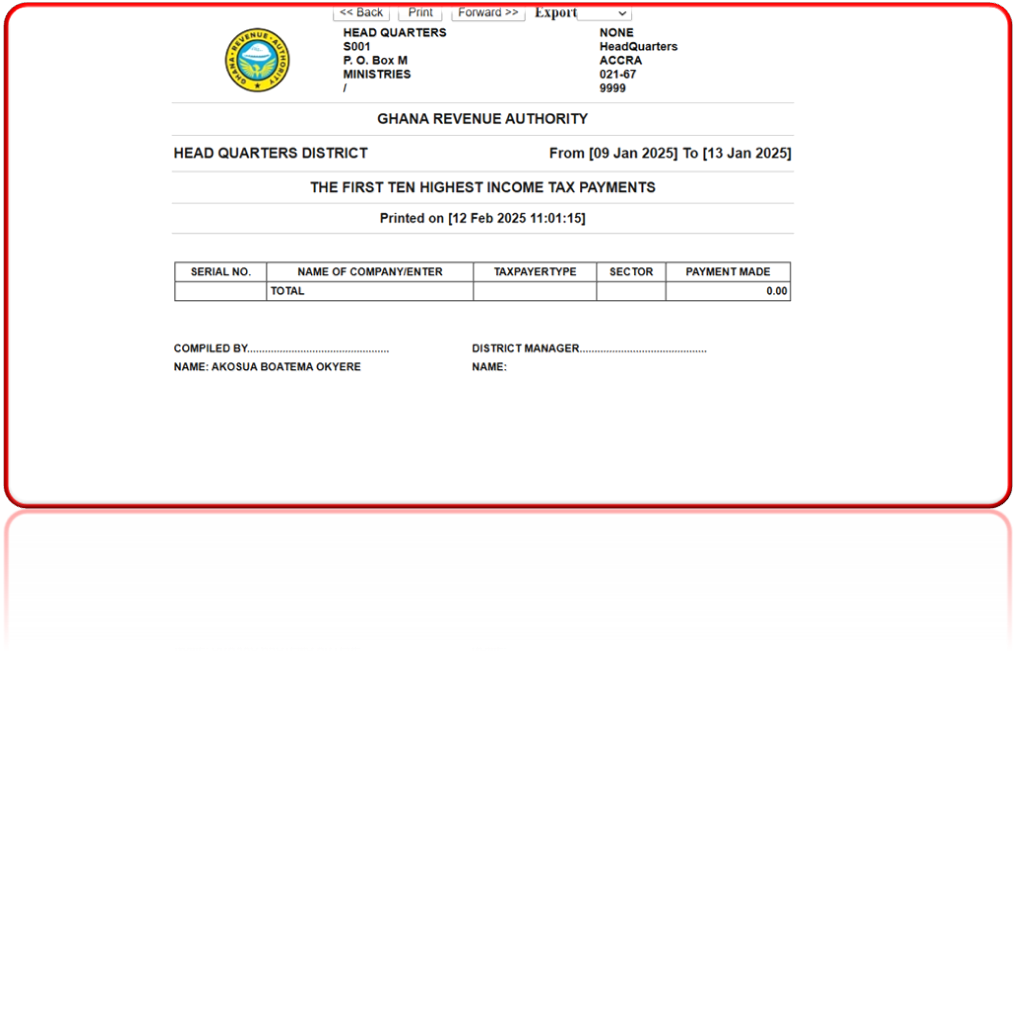 << Back Print Forward >> Export
HEAD QUARTERS NONE
S001 HeadQuarters
P. O. Box M ACCRA
MINISTRIES 021-67
/ 9999
GHANA REVENUE AUTHORITY
GHANA REVENUE AUTHORITY
HEAD QUARTERS DISTRICT From [09 Jan 2025] To [13 Jan 2025]
THE FIRST TEN HIGHEST INCOME TAX PAYMENTS
Printed on [12 Feb 2025 11:01:15]
SERIAL NO. NAME OF COMPANY/ENTER TAXPAYERTYPE SECTOR PAYMENT MADE
TOTAL 0.00
COMPILED BY................................................ DISTRICT MANAGER...........................................
NAME: AKOSUA BOATEMA OKYERE NAME: